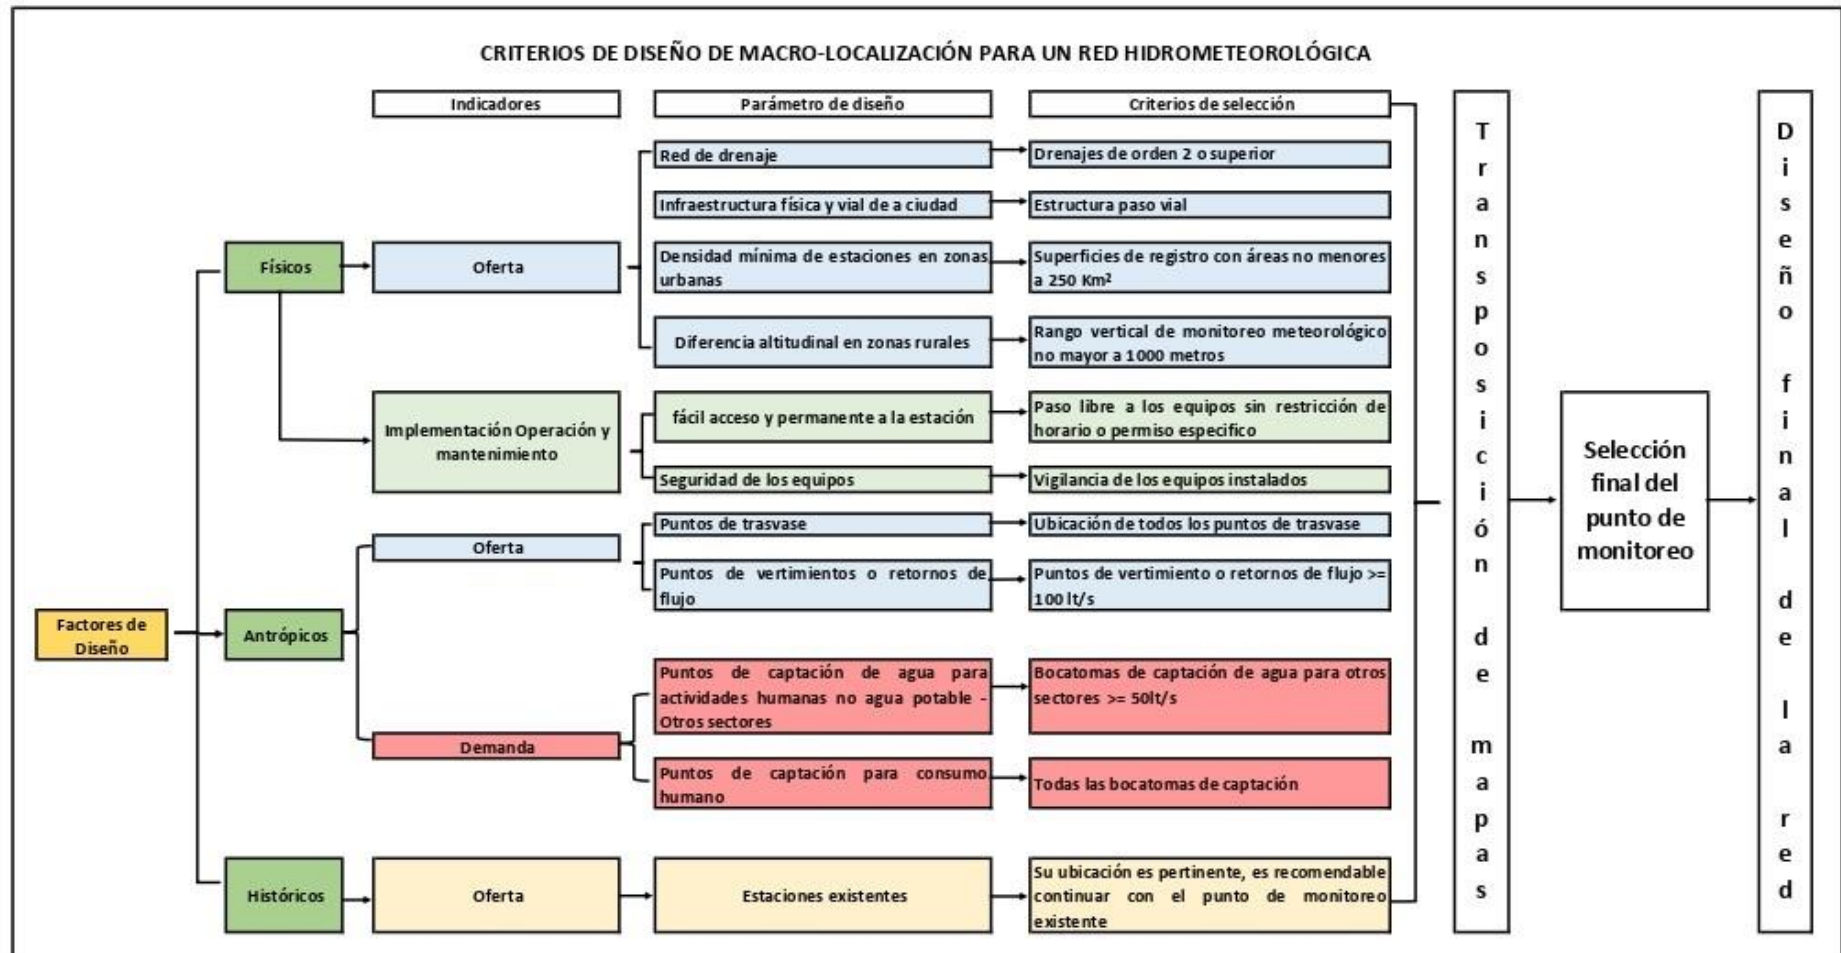 CRITERIOS DE DISEÑO DE MACRO-LOCALIZACIÓN PARA UN RED HIDROMETEOROLÓGICA
Indicadores
Parámetro de diseño
Criterios de selección
Red de drenaje
Drenajes de orden 2 o superior
Infraestructura física y vial de a ciudad
Estructura paso vial
Físicos
Oferta
Densidad mínima de estaciones en zonas
urbanas
Superficies de registro con áreas no menores
a 250 Km²
Diferencia altitudinal en zonas rurales
Rango vertical de monitoreo meteorológico
no mayor a 1000 metros
Implementación Operación y
mantenimiento
fácil acceso y permanente a la estación
Paso libre a los equipos sin restricción de
horario o permiso especifico
Seguridad de los equipos
Vigilancia de los equipos instalados
Factores de
Diseño
Antrópicos
Oferta
Puntos de trasvase
Ubicación de todos los puntos de trasvase
Puntos de vertimientos o retornos de
flujo
Puntos de vertimiento o retornos de flujo >=
100 lt/s
Demanda
Puntos de captación de agua para
actividades humanas no agua potable -
Otros sectores
Bocatomas de captación de agua para otros
sectores >= 50lt/s
Puntos de captación para consumo
humano
Todas las bocatomas de captación
Históricos
Oferta
Estaciones existentes
Su ubicación es pertinente, es recomendable
continuar con el punto de monitoreo
existente
Transposición de mapas
Selección
final del
punto de
monitoreo
Diseño final de la red